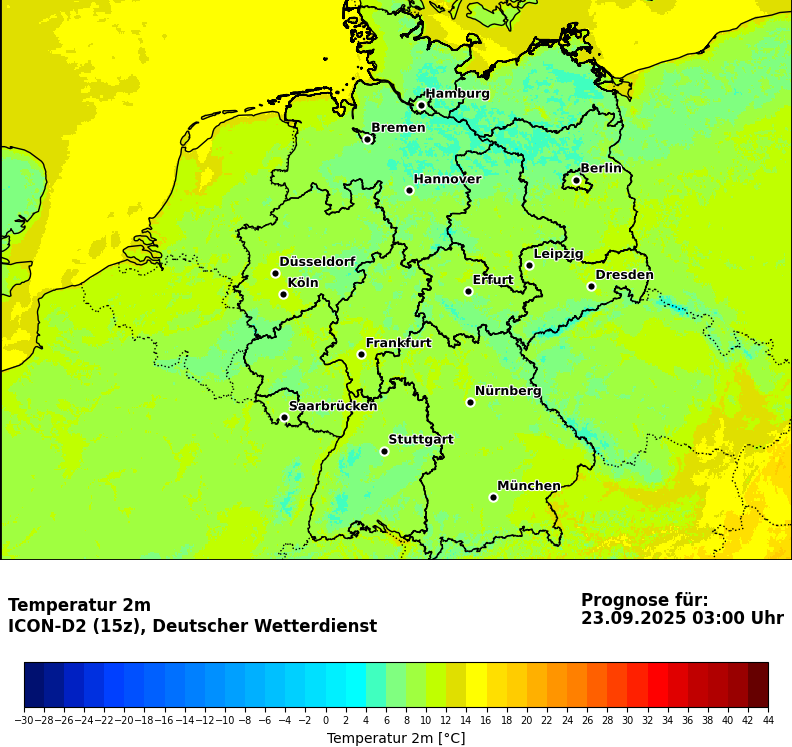 Hamburg
Bremen
Berlin
Hannover
Leipzig
Düsseldorf
Dresden
Köln
Erfurt
Frankfurt
Nürnberg
Saarbrücken
Stuttgart
München
Temperatur 2m
ICON-D2 (15z), Deutscher Wetterdienst
Prognose für:
23.09.2025 03:00 Uhr
−30 −28 −26 −24 −22 −20 −18 −16 −14 −12 −10 −8 −6 −4 −2 0 2 4 6 8 10 12 14 16 18 20 22 24 26 28 30 32 34 36 38 40 42 44
Temperatur 2m [°C]